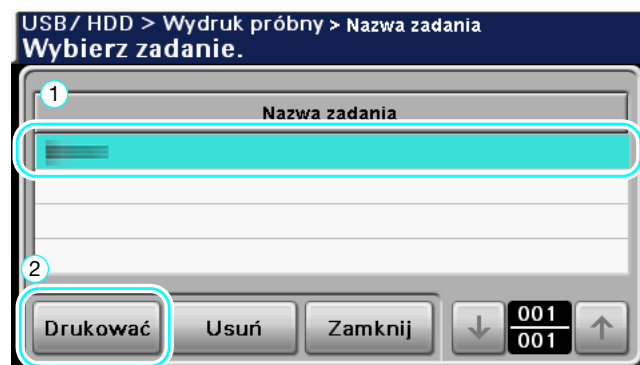 USB/ HDD > Wydruk próbny > Nazwa zadania
Wybierz zadanie.
1
Nazwa zadania
2
Drukować Usuń Zamknij ↓ 001 ↑
001